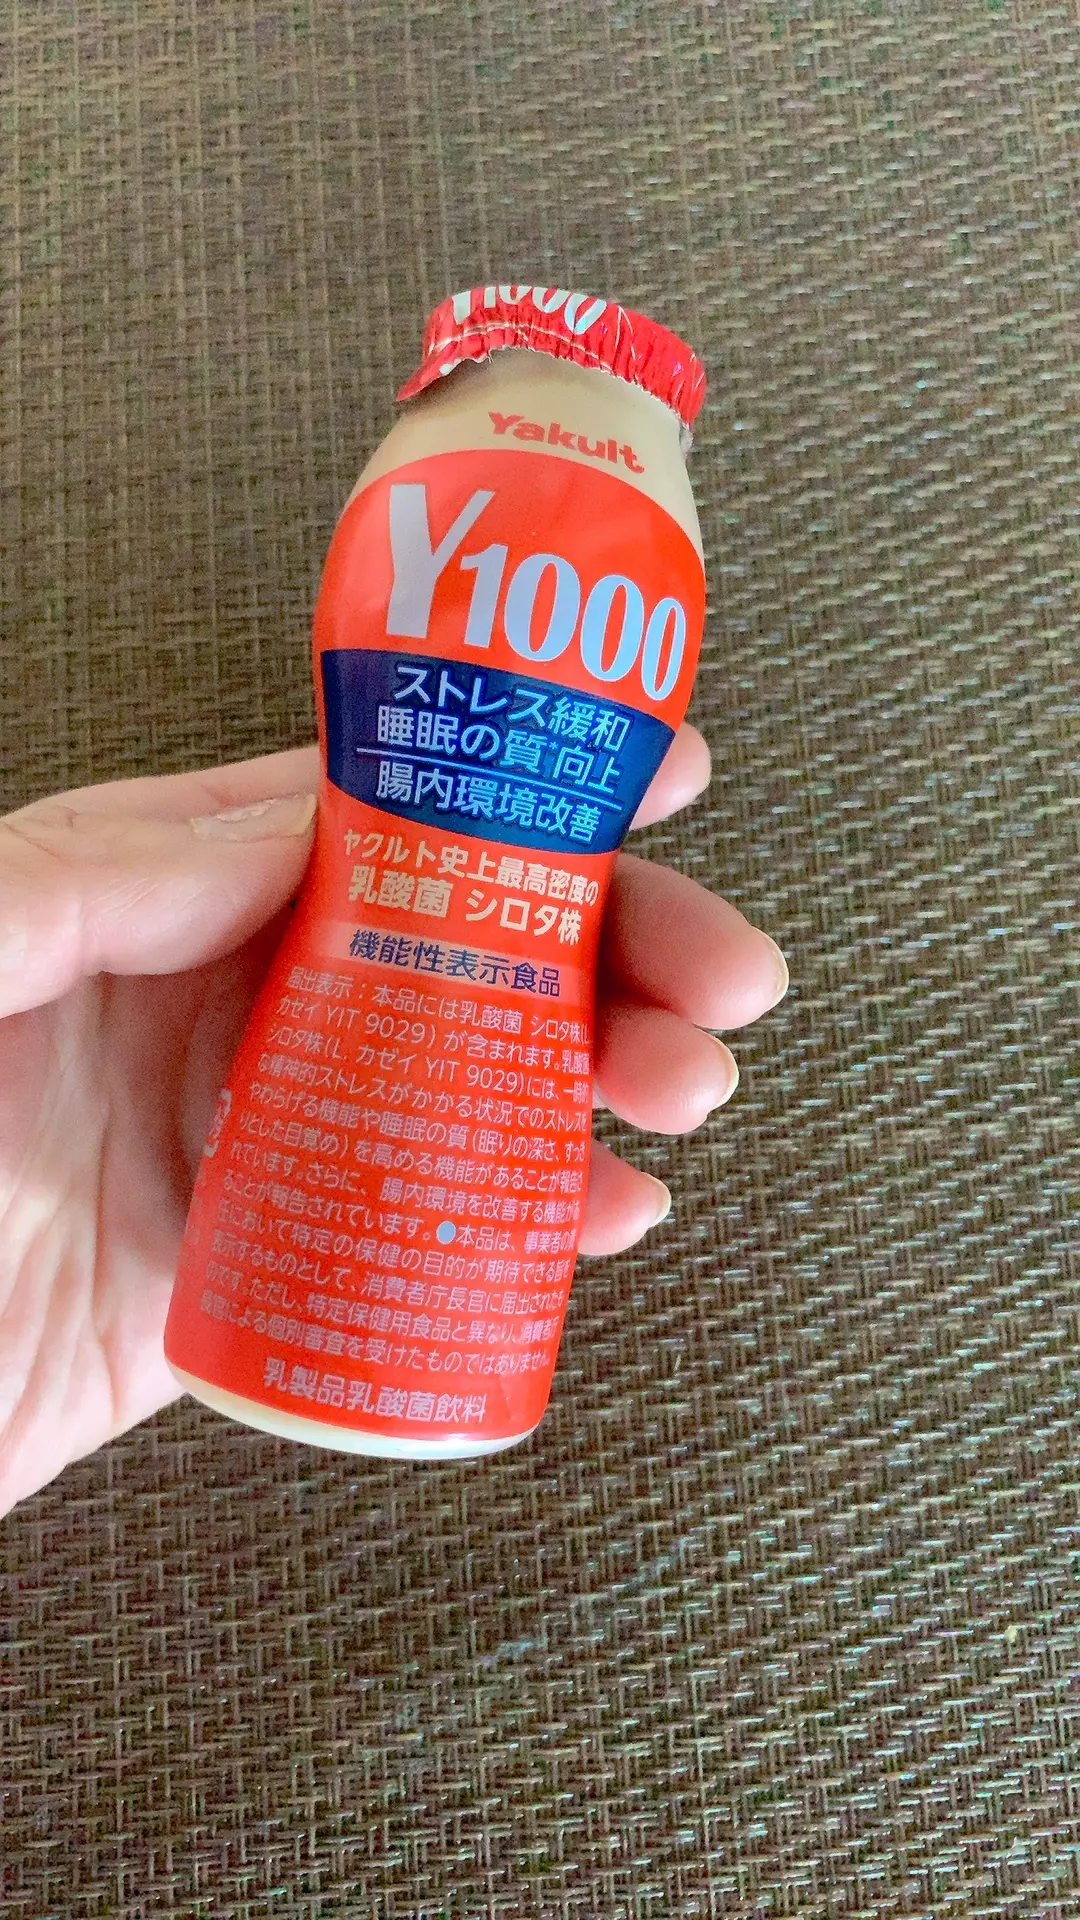 Y1000
Yakult
Y1000
ストレス緩和
睡眠の質*向上
腸内環境改善
ヤクルト史上最高密度の
乳酸菌 シロタ株
機能性表示食品
届出表示：本品には乳酸菌 シロタ株(L.
カゼイ YIT 9029) が含まれます。乳酸菌
シロタ株(L. カゼイ YIT 9029)には、一時的
な精神的ストレスがかかる状況でのストレスを
やわらげる機能や睡眠の質 (眠りの深さ、すっき
りとした目覚め) を高める機能があることが報告さ
れています。さらに、腸内環境を改善する機能があ
ることが報告されています。●本品は、事業者の責
任において特定の保健の目的が期待できる旨を
表示するものとして、消費者庁長官に届出されたも
のです。ただし、特定保健用食品と異なり、消費者庁
長官による個別審査を受けたものではありません。
乳製品乳酸菌飲料